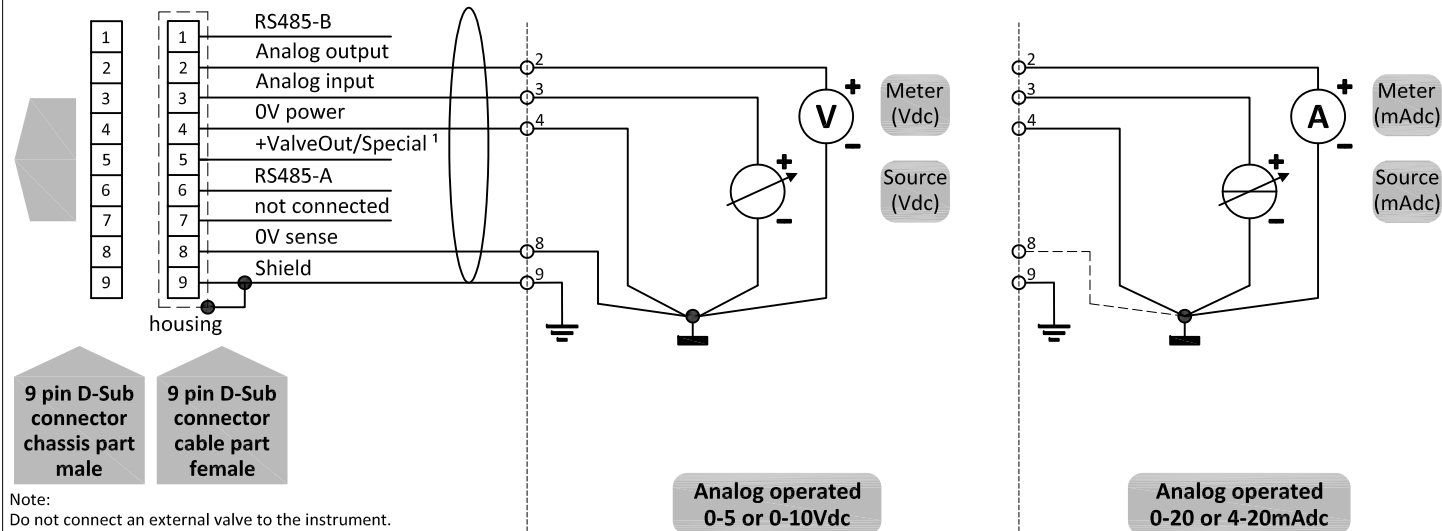 1
2
3
4
5
6
7
8
9
1
2
3
4
5
6
7
8
9
housing
RS485-B
Analog output
Analog input
0V power
+ValveOut/Special ¹
RS485-A
not connected
0V sense
Shield
2
3
4
8
9
V
+
−
+
−
Meter
(Vdc)
Source
(Vdc)
2
3
4
8
9
A
+
−
+
−
Meter
(mAdc)
Source
(mAdc)
9 pin D-Sub
connector
chassis part
male
9 pin D-Sub
connector
cable part
female
Analog operated
0-5 or 0-10Vdc
Analog operated
0-20 or 4-20mAdc
Note:
Do not connect an external valve to the instrument.